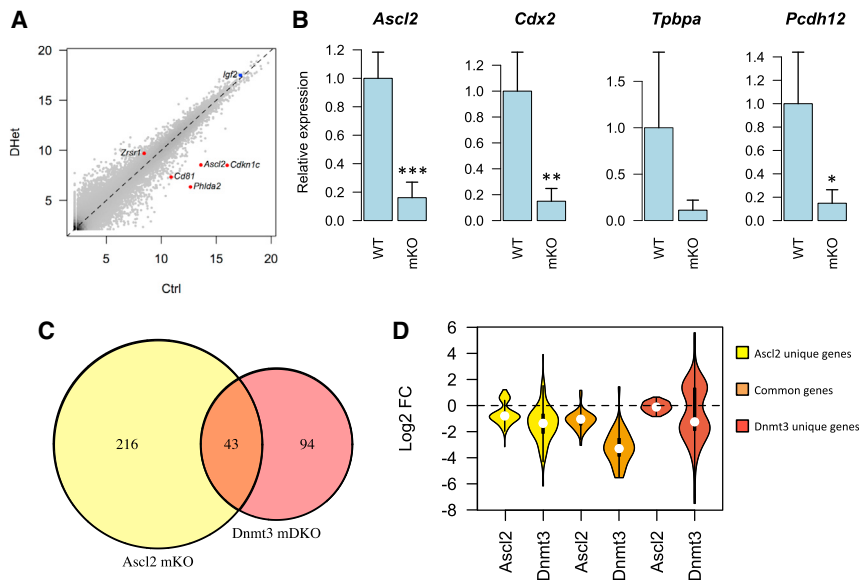 A
20
15
10
5
DHet
Igf2
Zrsr1
Ascl2
Cdkn1c
Cd81
Phlda2
5
10
15
20
Ctrl
B
Ascl2
Cdx2
Tpbpa
Pcdh12
Relative expression
1.2
1.0
0.8
0.6
0.4
0.2
0.0
***
WT
mKO
1.2
1.0
0.8
0.6
0.4
0.2
0.0
**
WT
mKO
1.5
1.0
0.5
0.0
WT
mKO
1.4
1.2
1.0
0.8
0.6
0.4
0.2
0.0
*
WT
mKO
C
216
43
94
Dnmt3 mDKO
Ascl2 mKO
D
Log2 FC
6
4
2
0
-2
-4
-6
-8
Ascl2
Dnmt3
Ascl2
Dnmt3
Ascl2
Dnmt3
Ascl2 unique genes
Common genes
Dnmt3 unique genes